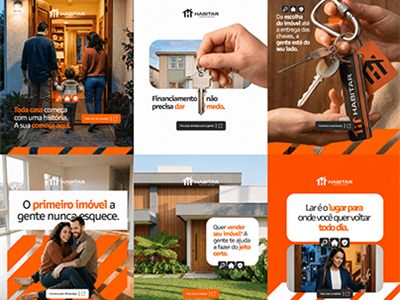 HABITAR
Toda casa começa
com uma história.
A sua começa aqui.
HABITAR
Financiamento não
precisa dar medo.
Da escolha
do imóvel até a
entrega das
chaves, a
gente está do
seu lado.
HABITAR
HABITAR
O primeiro imóvel a
gente nunca esquece.
HABITAR
Quer vender
seu imóvel? A
gente te ajuda
a fazer do jeito
certo.
HABITAR
Lar é o lugar para
onde você quer voltar
todo dia.